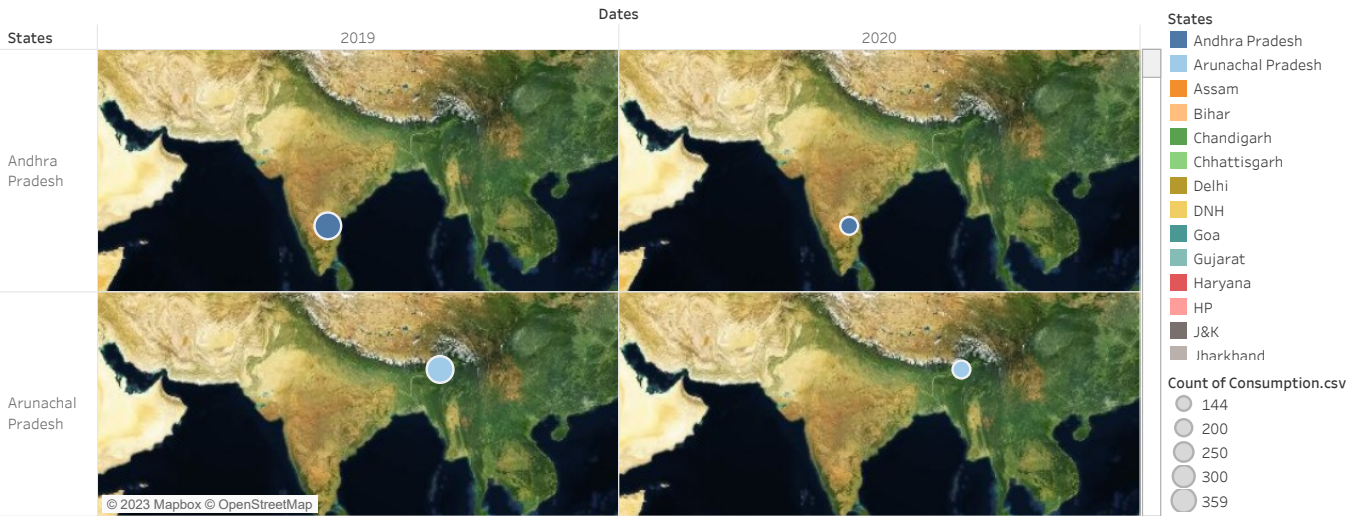 Dates
States
2019
2020
Andhra
Pradesh
Arunachal
Pradesh
© 2023 Mapbox © OpenStreetMap
States
Andhra Pradesh
Arunachal Pradesh
Assam
Bihar
Chandigarh
Chhattisgarh
Delhi
DNH
Goa
Gujarat
Haryana
HP
J&K
Jharkhand
Count of Consumption.csv
144
200
250
300
359